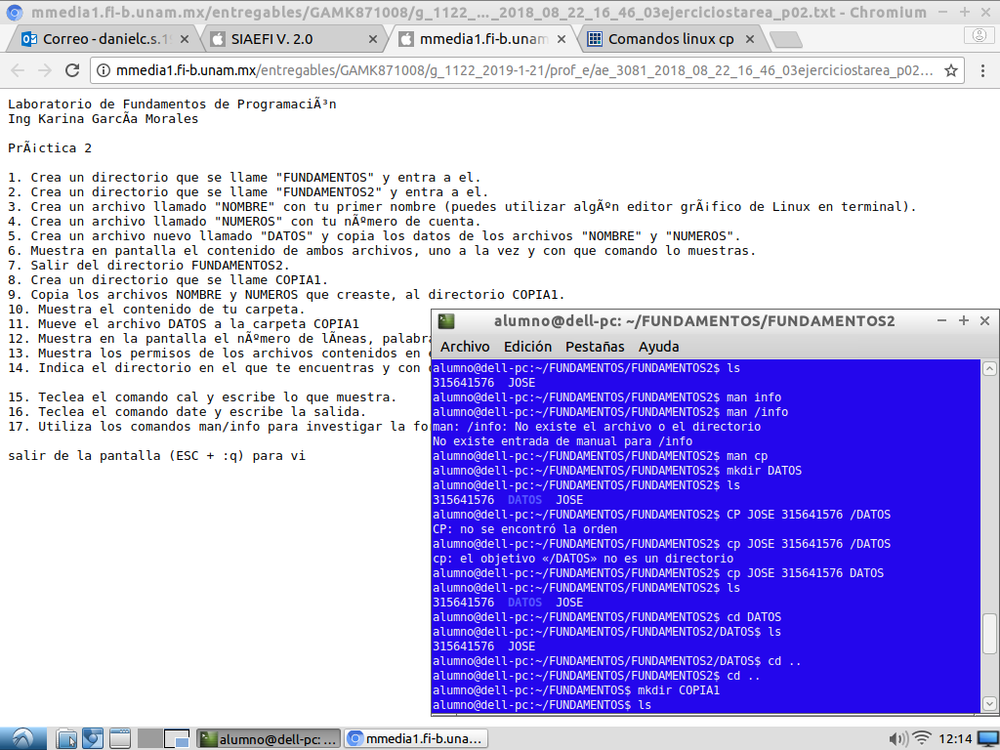 mmedia1.fi-b.unam.mx/entregables/GAMK871008/g_1122_..._2018_08_22_16_46_03ejerciciostarea_p02.txt - Chromium
Correo - danielc.s.1
SIAEFI V. 2.0
mmedia1.fi-b.unam
Comandos linux cp
mmedia1.fi-b.unam.mx/entregables/GAMK871008/g_1122_2019-1-21/prof_e/ae_3081_2018_08_22_16_46_03ejerciciostarea_p02...
Laboratorio de Fundamentos de ProgramaciÃ³n
Ing Karina GarcÃ­a Morales
PrÃ¡ctica 2
1. Crea un directorio que se llame "FUNDAMENTOS" y entra a el.
2. Crea un directorio que se llame "FUNDAMENTOS2" y entra a el.
3. Crea un archivo llamado "NOMBRE" con tu primer nombre (puedes utilizar algÃºn editor grÃ¡fico de Linux en terminal).
4. Crea un archivo llamado "NUMEROS" con tu nÃºmero de cuenta.
5. Crea un archivo nuevo llamado "DATOS" y copia los datos de los archivos "NOMBRE" y "NUMEROS".
6. Muestra en pantalla el contenido de ambos archivos, uno a la vez y con que comando lo muestras.
7. Salir del directorio FUNDAMENTOS2.
8. Crea un directorio que se llame COPIA1.
9. Copia los archivos NOMBRE y NUMEROS que creaste, al directorio COPIA1.
10. Muestra el contenido de tu carpeta.
11. Mueve el archivo DATOS a la carpeta COPIA1
12. Muestra en la pantalla el nÃºmero de lÃ­neas, palabra
13. Muestra los permisos de los archivos contenidos en e
14. Indica el directorio en el que te encuentras y con
15. Teclea el comando cal y escribe lo que muestra.
16. Teclea el comando date y escribe la salida.
17. Utiliza los comandos man/info para investigar la fo
salir de la pantalla (ESC + :q) para vi
alumno@dell-pc: ~/FUNDAMENTOS/FUNDAMENTOS2
Archivo Edición Pestañas Ayuda
alumno@dell-pc:~/FUNDAMENTOS/FUNDAMENTOS2$ ls
315641576 JOSE
alumno@dell-pc:~/FUNDAMENTOS/FUNDAMENTOS2$ man info
alumno@dell-pc:~/FUNDAMENTOS/FUNDAMENTOS2$ man /info
man: /info: No existe el archivo o el directorio
No existe entrada de manual para /info
alumno@dell-pc:~/FUNDAMENTOS/FUNDAMENTOS2$ man cp
alumno@dell-pc:~/FUNDAMENTOS/FUNDAMENTOS2$ mkdir DATOS
alumno@dell-pc:~/FUNDAMENTOS/FUNDAMENTOS2$ ls
315641576 DATOS JOSE
alumno@dell-pc:~/FUNDAMENTOS/FUNDAMENTOS2$ CP JOSE 315641576 /DATOS
CP: no se encontró la orden
alumno@dell-pc:~/FUNDAMENTOS/FUNDAMENTOS2$ cp JOSE 315641576 /DATOS
cp: el objetivo «/DATOS» no es un directorio
alumno@dell-pc:~/FUNDAMENTOS/FUNDAMENTOS2$ cp JOSE 315641576 DATOS
alumno@dell-pc:~/FUNDAMENTOS/FUNDAMENTOS2$ ls
315641576 DATOS JOSE
alumno@dell-pc:~/FUNDAMENTOS/FUNDAMENTOS2$ cd DATOS
alumno@dell-pc:~/FUNDAMENTOS/FUNDAMENTOS2/DATOS$ ls
315641576 JOSE
alumno@dell-pc:~/FUNDAMENTOS/FUNDAMENTOS2/DATOS$ cd ..
alumno@dell-pc:~/FUNDAMENTOS/FUNDAMENTOS2$ cd ..
alumno@dell-pc:~/FUNDAMENTOS$ mkdir COPIA1
alumno@dell-pc:~/FUNDAMENTOS$ ls
alumno@dell-pc: ...
mmedia1.fi-b.una...
12:14